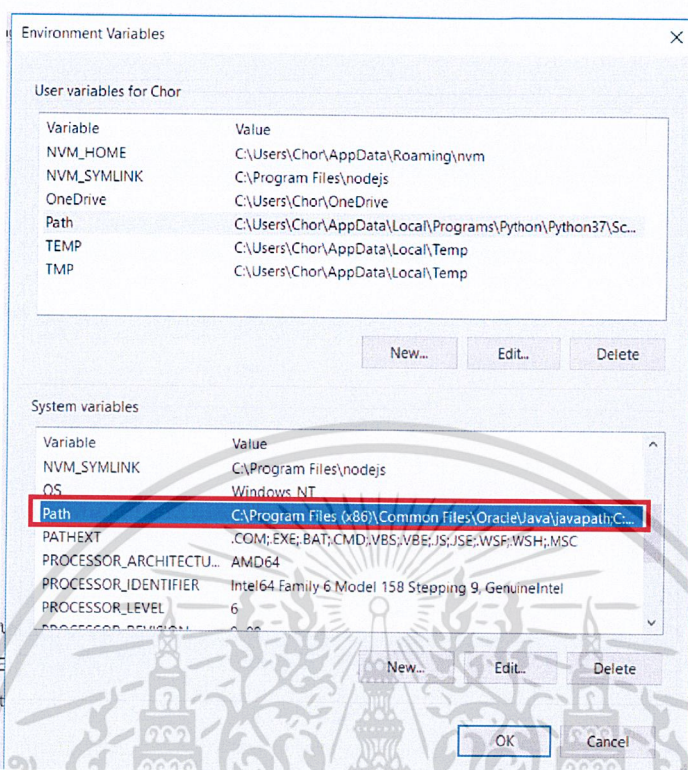 Environment Variables
User variables for Chor
Variable Value
NVM_HOME C:\Users\Chor\AppData\Roaming\nvm
NVM_SYMLINK C:\Program Files\nodejs
OneDrive C:\Users\Chor\OneDrive
Path C:\Users\Chor\AppData\Local\Programs\Python\Python37\Sc...
TEMP C:\Users\Chor\AppData\Local\Temp
TMP C:\Users\Chor\AppData\Local\Temp
New... Edit... Delete
System variables
Variable Value
NVM_SYMLINK C:\Program Files\nodejs
OS Windows_NT
Path C:\Program Files (x86)\Common Files\Oracle\Java\javapath;C:...
PATHEXT .COM;.EXE;.BAT;.CMD;.VBS;.VBE;.JS;.JSE;.WSF;.WSH;.MSC
PROCESSOR_ARCHITECTU... AMD64
PROCESSOR_IDENTIFIER Intel64 Family 6 Model 158 Stepping 9, GenuineIntel
PROCESSOR_LEVEL 6
New... Edit... Delete
OK Cancel